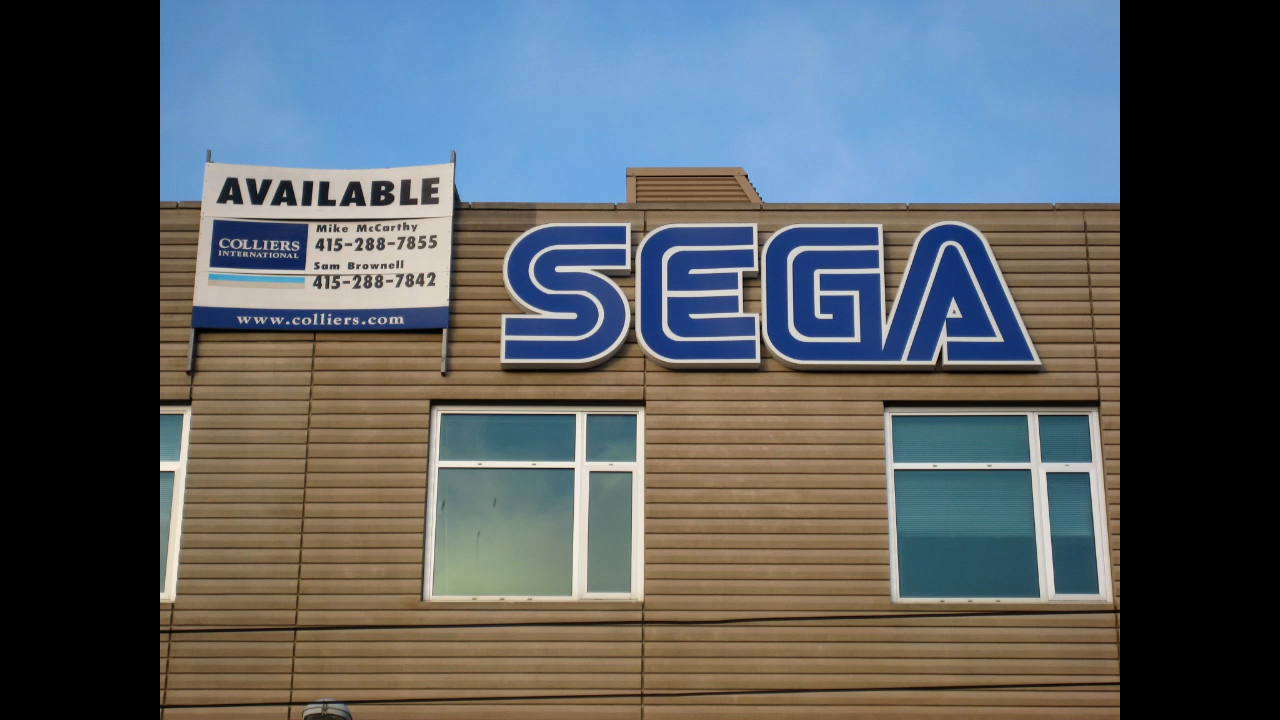 AVAILABLE
COLLIERS
INTERNATIONAL
Mike McCarthy
415-288-7855
Sam Brownell
415-288-7842
www.colliers.com
SEGA